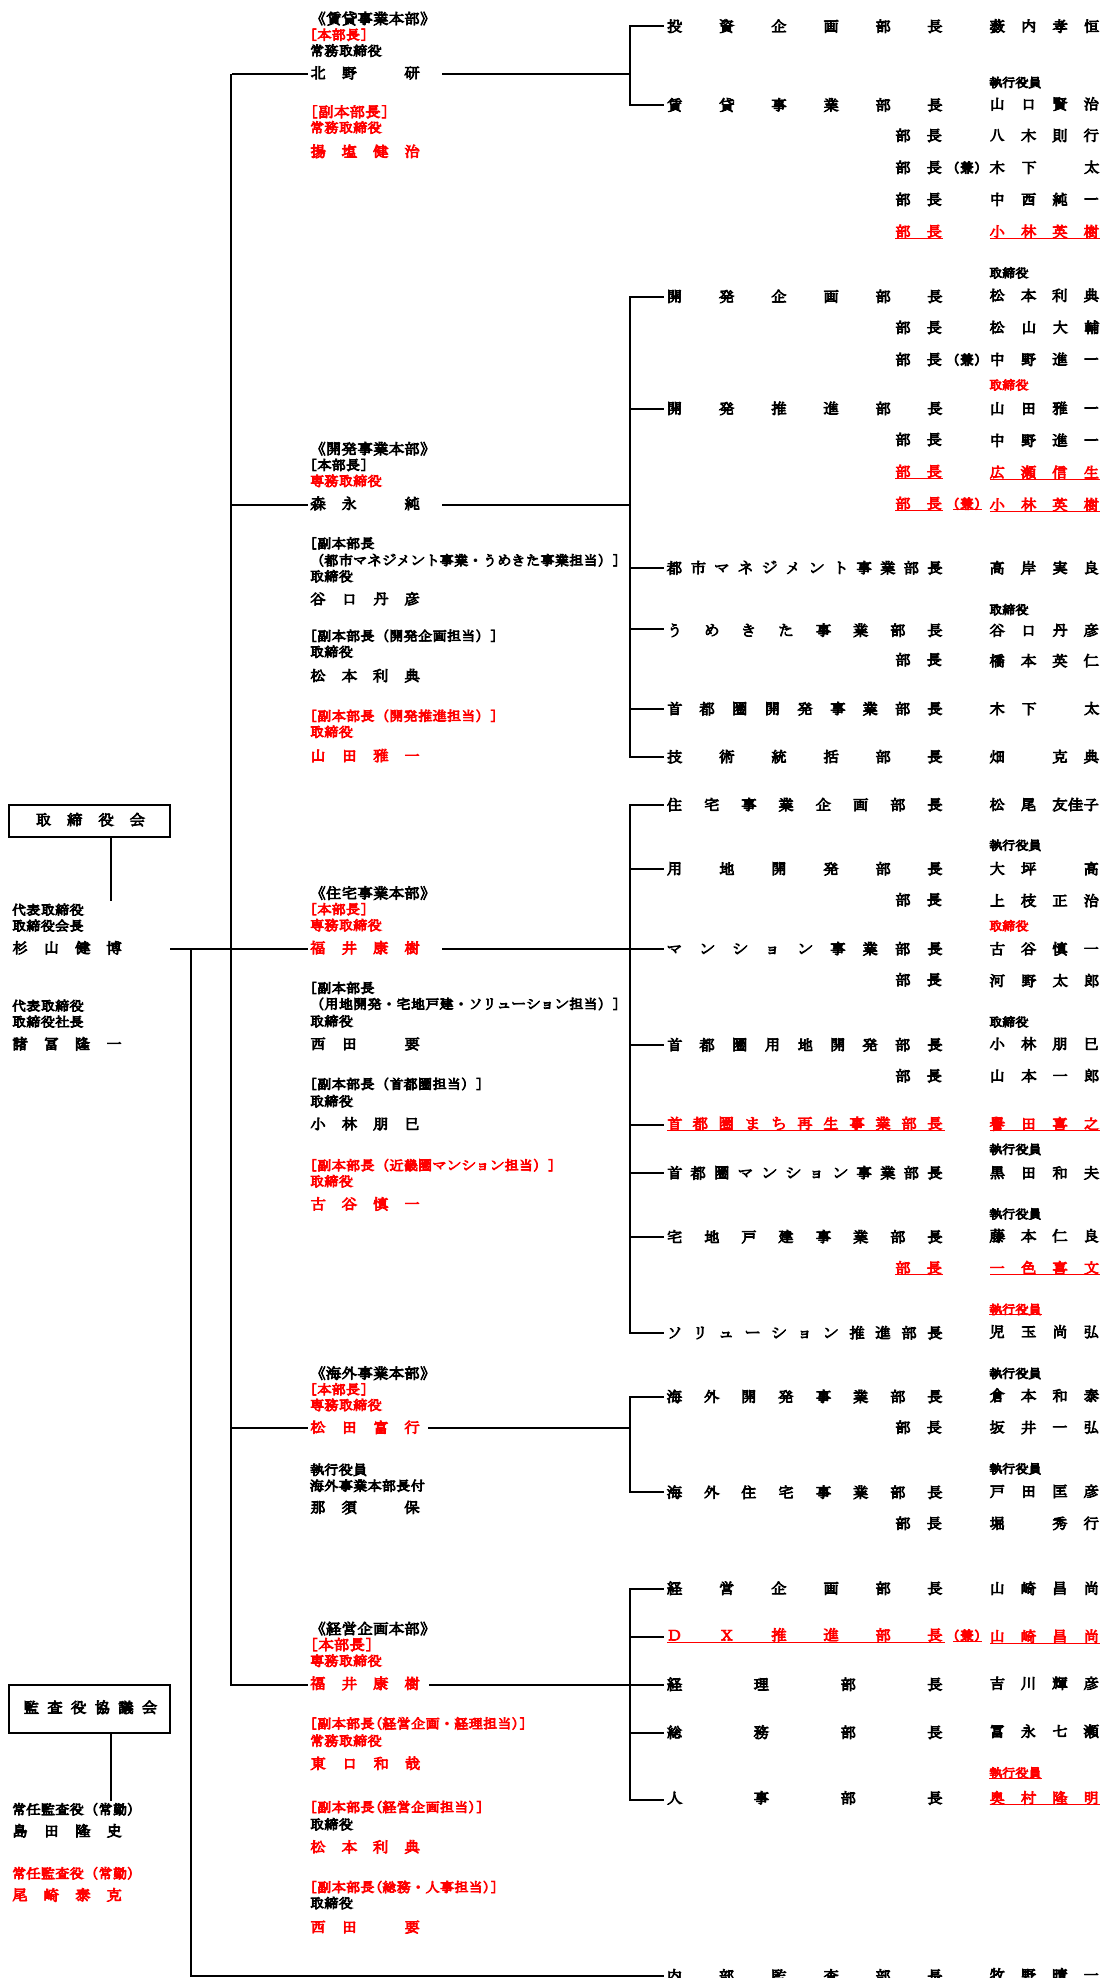 取締役会
代表取締役
取締役会長
杉山健博
代表取締役
取締役社長
諸冨隆一
監査役協議会
常任監査役（常勤）
島田隆史
常任監査役（常勤）
尾崎泰克
《賃貸事業本部》
［本部長］
常務取締役
北野 研
［副本部長］
常務取締役
揚塩健治
投資企画部長 薮内孝恒
執行役員
賃貸事業部長 山口賢治
部長 八木則行
部長（兼） 木下 太
部長 中西純一
部長 小林英樹
《開発事業本部》
［本部長］
専務取締役
森永 純
［副本部長
（都市マネジメント事業・うめきた事業担当）］
取締役
谷口丹彦
［副本部長（開発企画担当）］
取締役
松本利典
［副本部長（開発推進担当）］
取締役
山田雅一
取締役
開発企画部長 松本利典
部長 松山大輔
部長（兼） 中野進一
取締役
開発推進部長 山田雅一
部長 中野進一
部長 広瀬信生
部長（兼） 小林英樹
都市マネジメント事業部長 高岸実良
取締役
うめきた事業部長 谷口丹彦
部長 橋本英仁
首都圏開発事業部長 木下 太
技術統括部長 畑 克典
《住宅事業本部》
［本部長］
専務取締役
福井康樹
［副本部長
（用地開発・宅地戸建・ソリューション担当）］
取締役
西田 要
［副本部長（首都圏担当）］
取締役
小林朋巳
［副本部長（近畿圏マンション担当）］
取締役
古谷慎一
住宅事業企画部長 松尾友佳子
執行役員
用地開発部長 大坪 高
部長 上枝正治
取締役
マンション事業部長 古谷慎一
部長 河野太郎
取締役
首都圏用地開発部長 小林朋巳
部長 山本一郎
首都圏まち再生事業部長 譽田喜之
執行役員
首都圏マンション事業部長 黒田和夫
執行役員
宅地戸建事業部長 藤本仁良
部長 一色喜文
執行役員
ソリューション推進部長 児玉尚弘
《海外事業本部》
［本部長］
専務取締役
松田富行
執行役員
海外事業本部長付
那須 保
執行役員
海外開発事業部長 倉本和泰
部長 坂井一弘
執行役員
海外住宅事業部長 戸田匡彦
部長 堀 秀行
《経営企画本部》
［本部長］
専務取締役
福井康樹
［副本部長(経営企画・経理担当)］
常務取締役
東口和哉
［副本部長(経営企画担当)］
取締役
松本利典
［副本部長(総務・人事担当)］
取締役
西田 要
経営企画部長 山崎昌尚
ＤＸ推進部長（兼） 山崎昌尚
経理部長 吉川輝彦
総務部長 冨永七瀬
執行役員
人事部長 奥村隆明
内部監査部長 牧野晴一